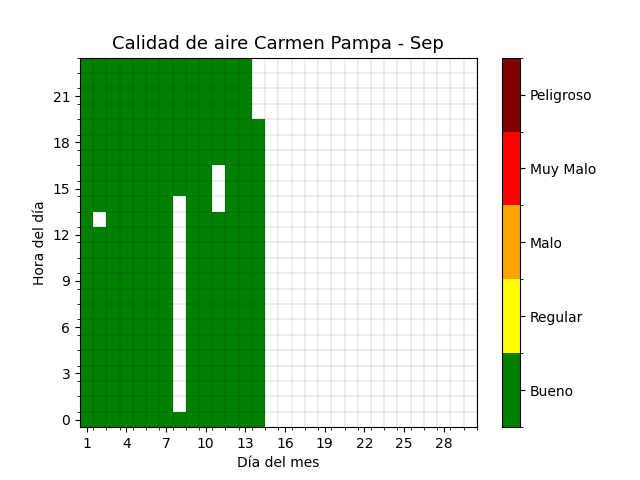 Calidad de aire Carmen Pampa - Sep
21
18
15
12
9
6
3
0
Hora del día
1 4 7 10 13 16 19 22 25 28
Día del mes
Peligroso
Muy Malo
Malo
Regular
Bueno